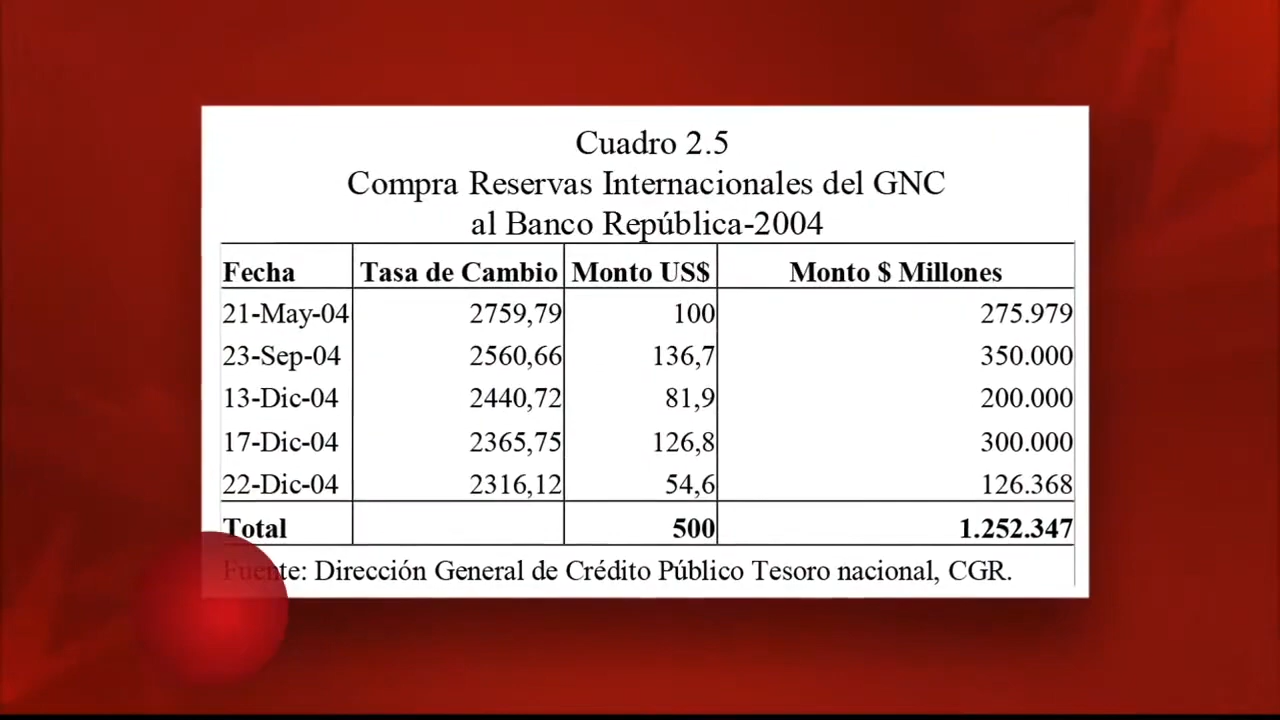 Cuadro 2.5
Compra Reservas Internacionales del GNC
al Banco República-2004
Fecha Tasa de Cambio Monto US$ Monto $ Millones
21-May-04 2759,79 100 275.979
23-Sep-04 2560,66 136,7 350.000
13-Dic-04 2440,72 81,9 200.000
17-Dic-04 2365,75 126,8 300.000
22-Dic-04 2316,12 54,6 126.368
Total 500 1.252.347
Fuente: Dirección General de Crédito Público Tesoro nacional, CGR.